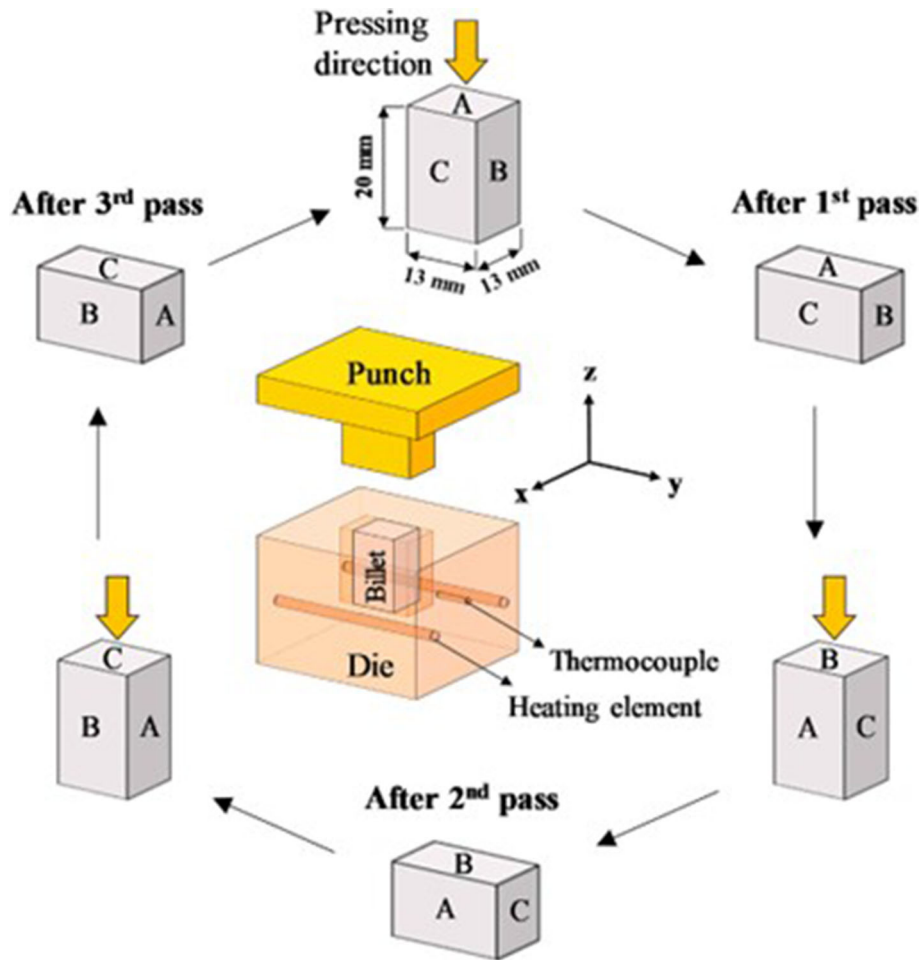 Pressing
direction
A
C
B
20 mm
13 mm
13 mm
After 3rd pass
C
B
A
After 1st pass
A
C
B
Punch
z
x
y
Billet
Die
Thermocouple
Heating element
C
B
A
B
A
C
After 2nd pass
B
A
C